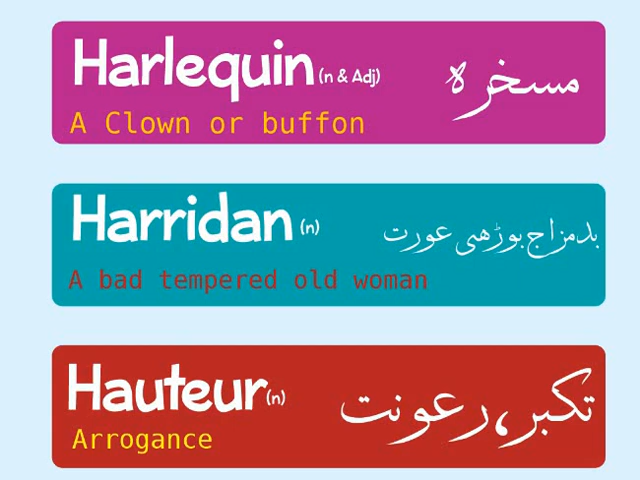 Harlequin (n & Adj) مسخرہ
A Clown or buffon
Harridan (n) بدمزاج بوڑھی عورت
A bad tempered old woman
Hauteur (n) تکبر، رعونت
Arrogance